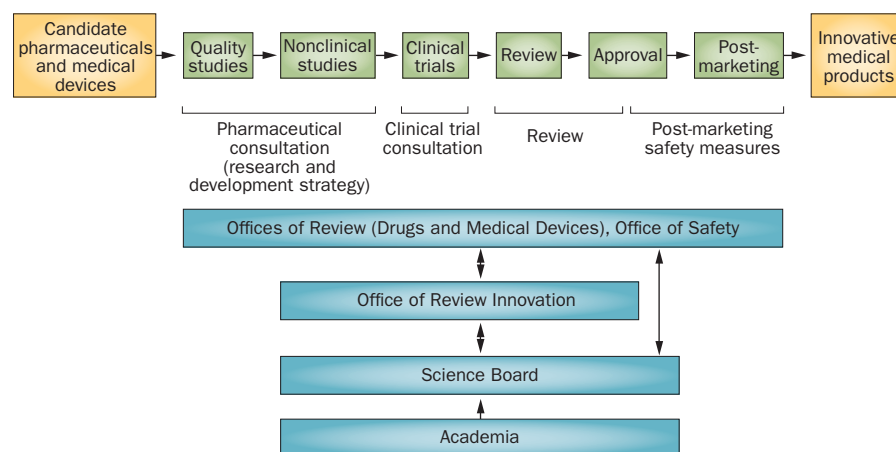 Candidate
pharmaceuticals
and medical
devices
Quality
studies
Nonclinical
studies
Clinical
trials
Review
Approval
Post-
marketing
Innovative
medical
products
Pharmaceutical
consultation
(research and
development strategy)
Clinical trial
consultation
Review
Post-marketing
safety measures
Offices of Review (Drugs and Medical Devices), Office of Safety
Office of Review Innovation
Science Board
Academia